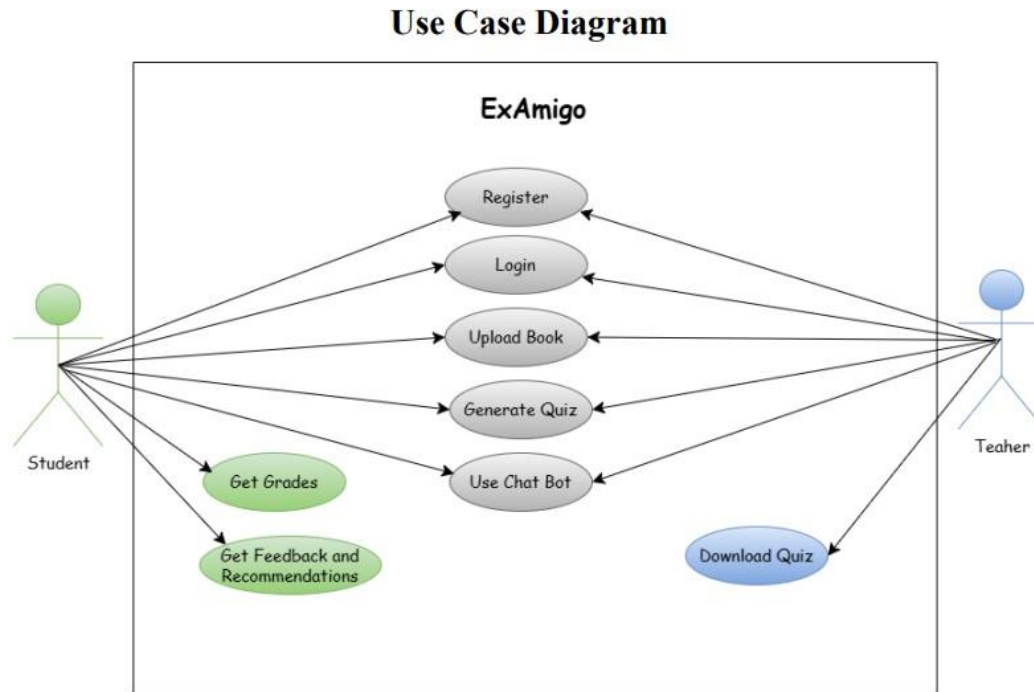 Use Case Diagram
ExAmigo
Register
Login
Upload Book
Generate Quiz
Student
Teaher
Get Grades
Use Chat Bot
Get Feedback and
Recommendations
Download Quiz